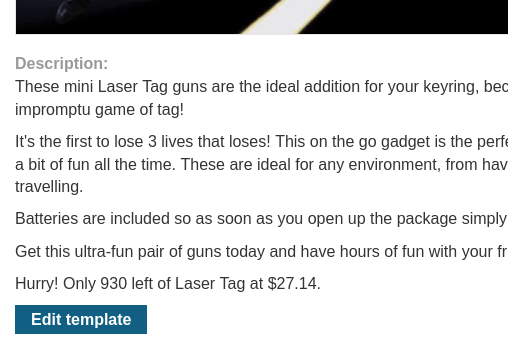 Description:
These mini Laser Tag guns are the ideal addition for your keyring, bec
impromptu game of tag!
It's the first to lose 3 lives that loses! This on the go gadget is the perfe
a bit of fun all the time. These are ideal for any environment, from hav
travelling.
Batteries are included so as soon as you open up the package simply
Get this ultra-fun pair of guns today and have hours of fun with your fr
Hurry! Only 930 left of Laser Tag at $27.14.
Edit template